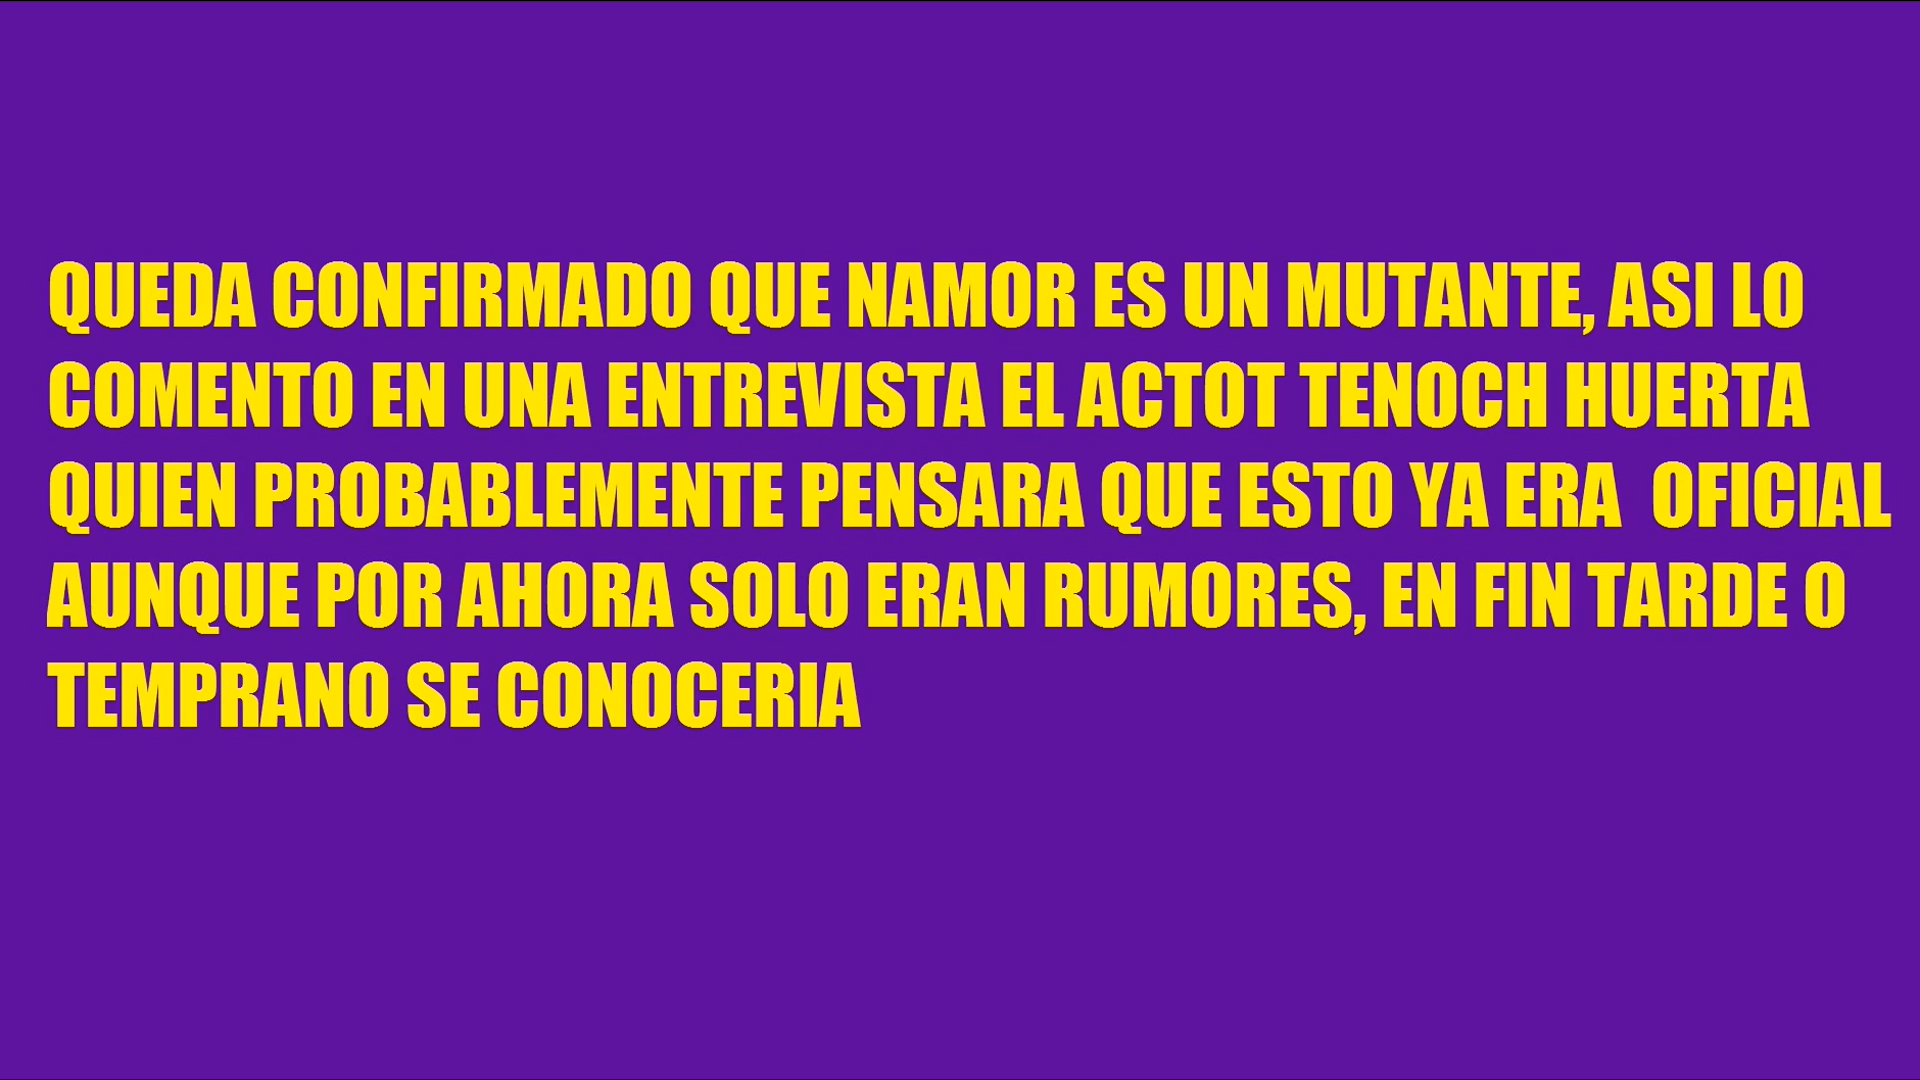 QUEDA CONFIRMADO QUE NAMOR ES UN MUTANTE, ASI LO
COMENTO EN UNA ENTREVISTA EL ACTOT TENOCH HUERTA
QUIEN PROBABLEMENTE PENSARA QUE ESTO YA ERA  OFICIAL
AUNQUE POR AHORA SOLO ERAN RUMORES, EN FIN TARDE O
TEMPRANO SE CONOCERIA